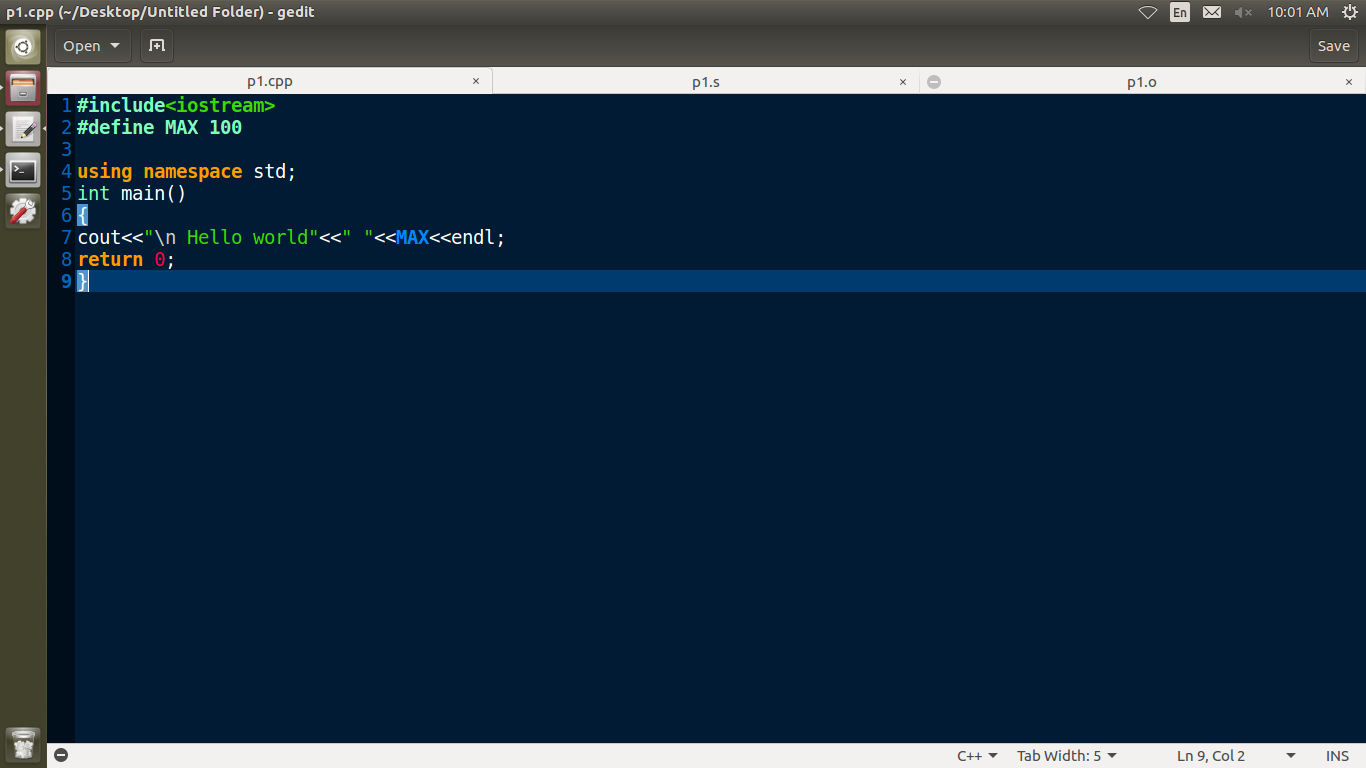 p1.cpp (~/Desktop/Untitled Folder) - gedit
En
10:01 AM
Open
Save
p1.cpp × p1.s × p1.o ×
1 #include<iostream>
2 #define MAX 100
3
4 using namespace std;
5 int main()
6 {
7 cout<<"\n Hello world"<<" "<<MAX<<endl;
8 return 0;
9 }
C++ Tab Width: 5 Ln 9, Col 2 INS